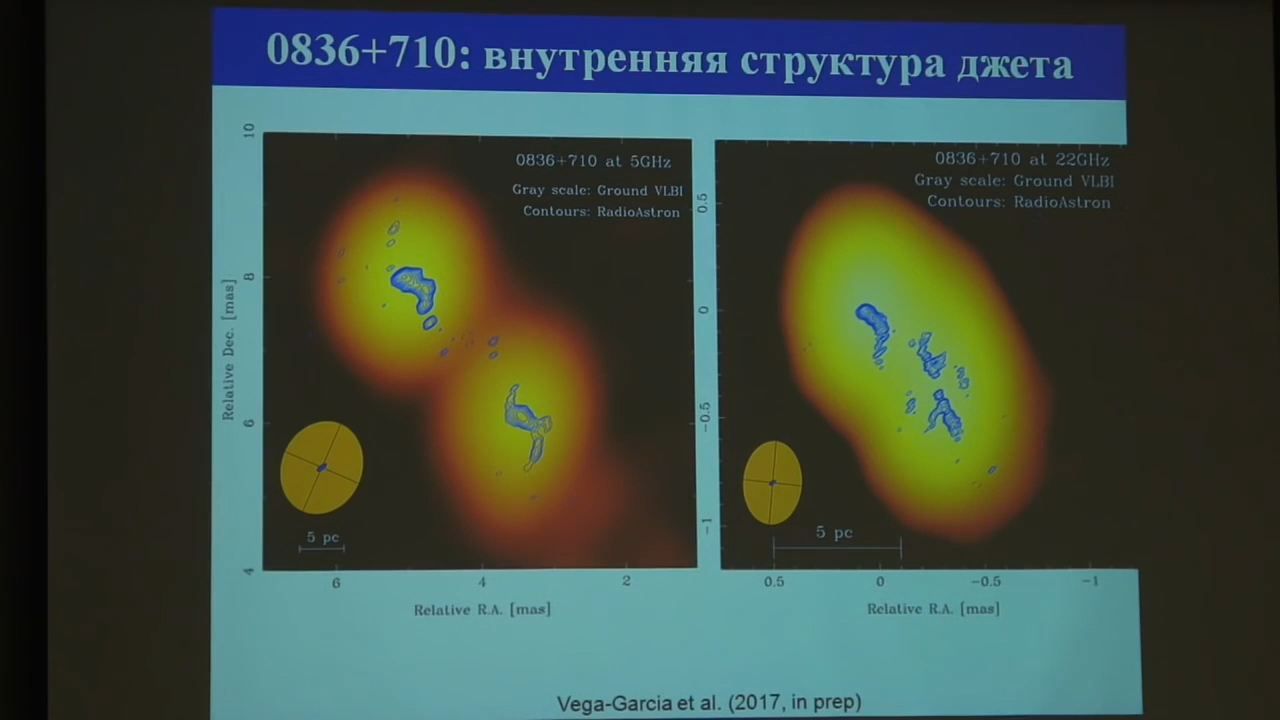 0836+710: внутренняя структура джета
0836+710 at 5GHz
Gray scale: Ground VLBI
Contours: RadioAstron
10
8
6
4
Relative Dec. [mas]
5 pc
6
4
2
Relative R.A. [mas]
0836+710 at 22GHz
Gray scale: Ground VLBI
Contours: RadioAstron
0.5
0
−0.5
−1
5 pc
0.5
0
−0.5
−1
Relative R.A. [mas]
Vega-Garcia et al. (2017, in prep)